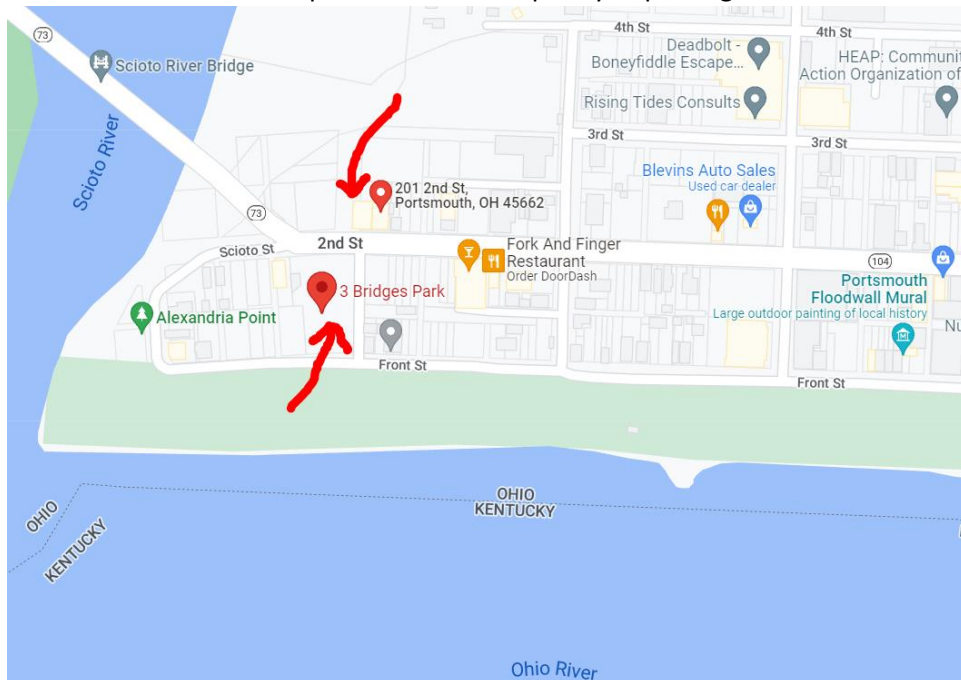 4th St
4th St
73
Scioto River Bridge
Deadbolt -
Boneyfiddle Escape...
HEAP: Communit
Action Organization of
Rising Tides Consults
3rd St
3rd St
Scioto River
Blevins Auto Sales
Used car dealer
201 2nd St,
Portsmouth, OH 45662
73
Scioto St
2nd St
Fork And Finger
Restaurant
Order DoorDash
104
3 Bridges Park
Alexandria Point
Portsmouth
Floodwall Mural
Large outdoor painting of local history
Nu
Front St
Front St
OHIO
KENTUCKY
OHIO
KENTUCKY
Ohio River